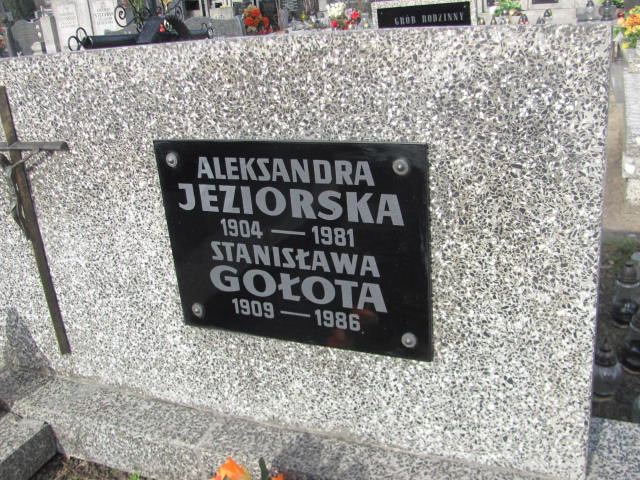 GRÓB RODZINNY
ALEKSANDRA
JEZIORSKA
1904 — 1981
STANISŁAWA
GOŁOTA
1909 — 1986